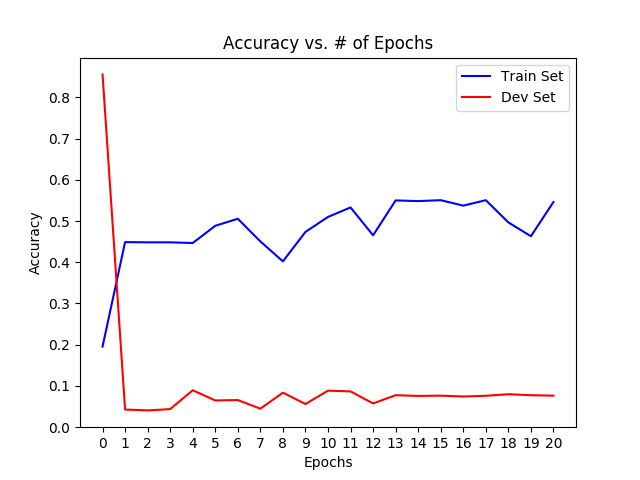 Accuracy vs. # of Epochs
Train Set
Dev Set
Accuracy
0.8
0.7
0.6
0.5
0.4
0.3
0.2
0.1
0.0
0 1 2 3 4 5 6 7 8 9 10 11 12 13 14 15 16 17 18 19 20
Epochs